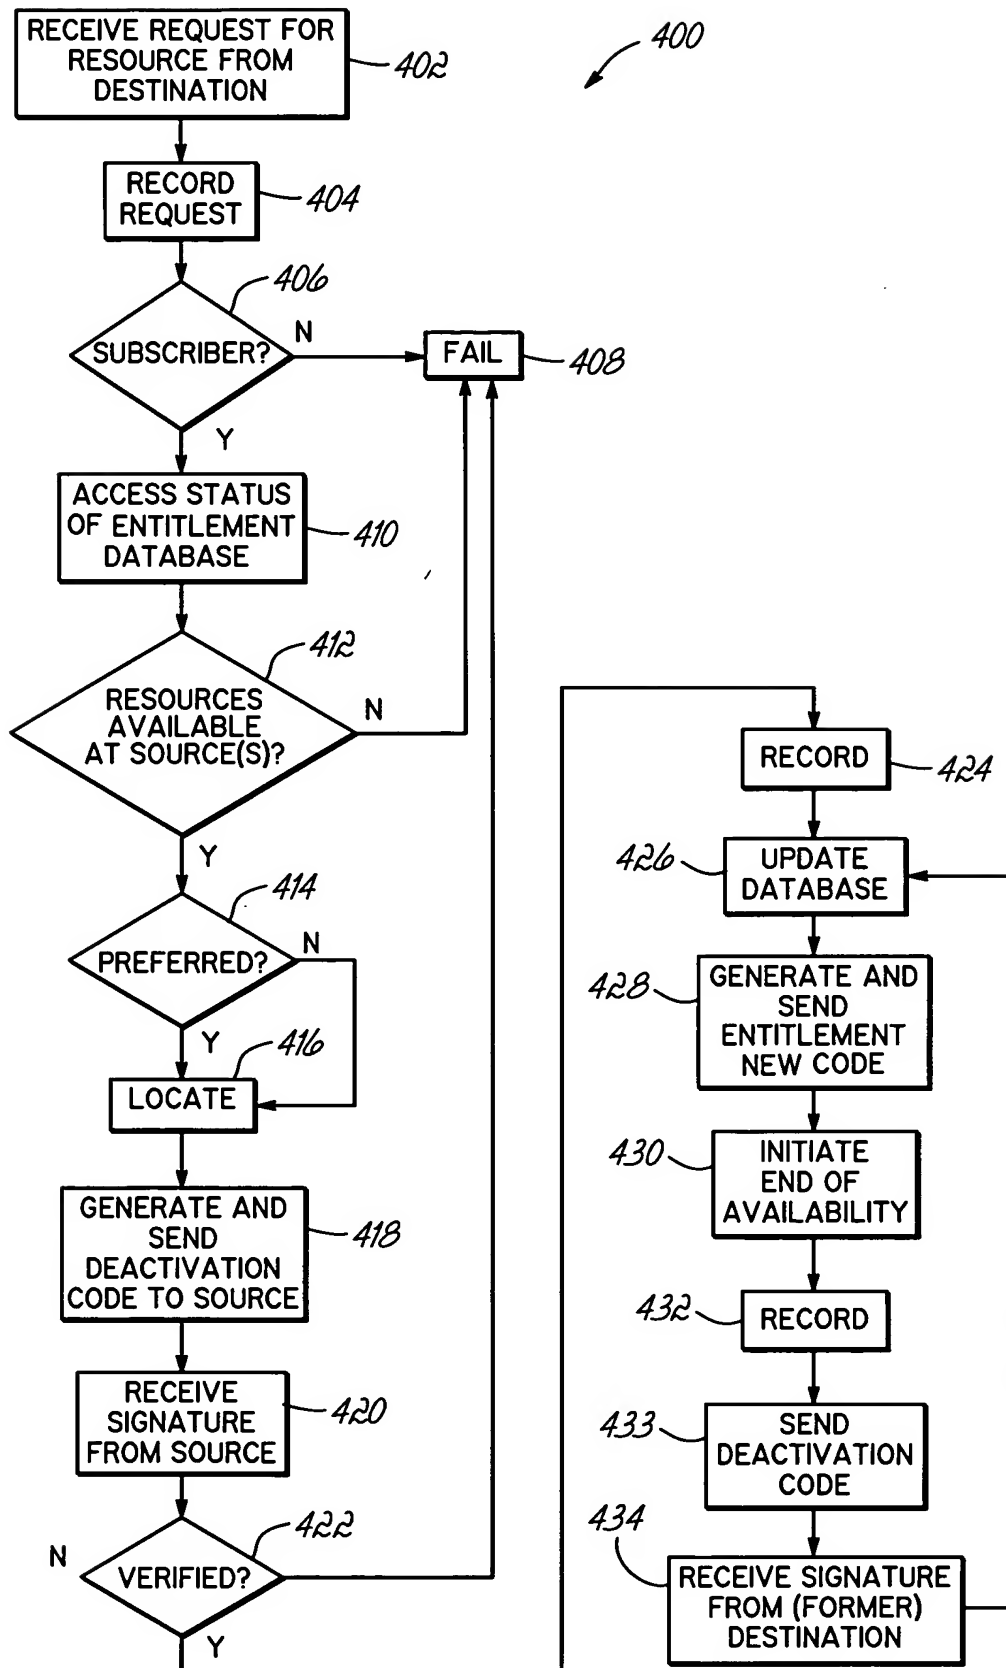 400
RECEIVE REQUEST FOR
RESOURCE FROM
DESTINATION
402
RECORD
REQUEST
404
406
SUBSCRIBER?
N
Y
FAIL
408
ACCESS STATUS
OF ENTITLEMENT
DATABASE
410
412
RESOURCES
AVAILABLE
AT SOURCE(S)?
N
Y
414
PREFERRED?
N
Y
416
LOCATE
GENERATE AND
SEND
DEACTIVATION
CODE TO SOURCE
418
RECEIVE
SIGNATURE
FROM SOURCE
420
422
N
VERIFIED?
Y
RECORD
424
426
UPDATE
DATABASE
428
GENERATE AND
SEND
ENTITLEMENT
NEW CODE
430
INITIATE
END OF
AVAILABILITY
432
RECORD
433
SEND
DEACTIVATION
CODE
434
RECEIVE SIGNATURE
FROM (FORMER)
DESTINATION